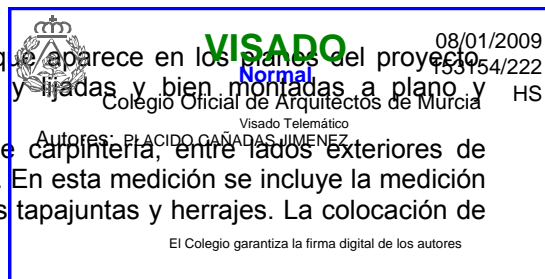 VISADO
08/01/2009
que aparece en los planos del proyecto
153154/222
Normal
y lijadas y bien montadas a plano y
HS
Colegio Oficial de Arquitectos de Murcia
Visado Telemático
Autores: PLACIDO CAÑADAS JIMENEZ
e carpintería, entre lados exteriores de
. En esta medición se incluye la medición
s tapajuntas y herrajes. La colocación de
El Colegio garantiza la firma digital de los autores